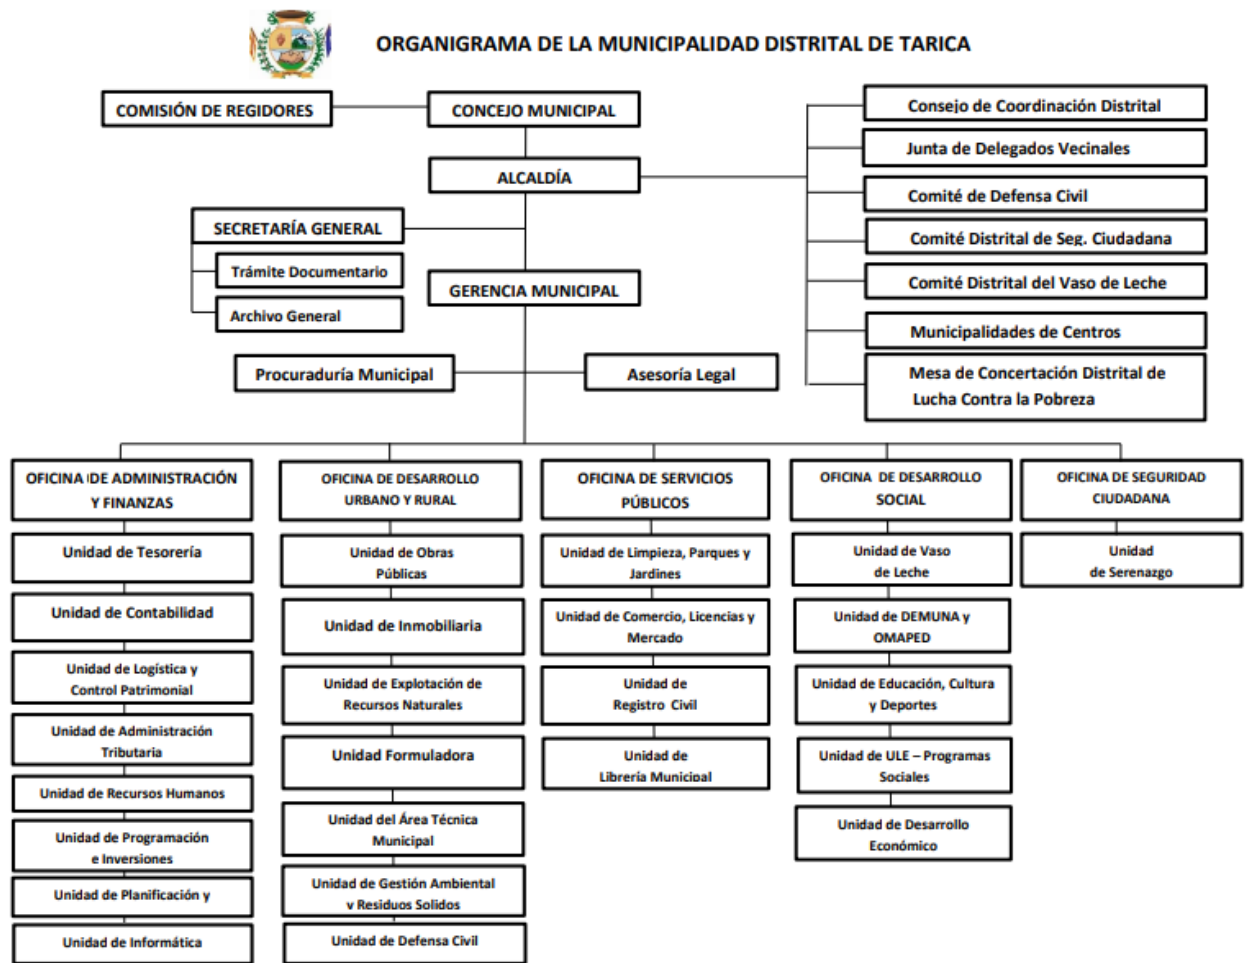 ORGANIGRAMA DE LA MUNICIPALIDAD DISTRITAL DE TARICA
COMISIÓN DE REGIDORES
CONCEJO MUNICIPAL
ALCALDÍA
SECRETARÍA GENERAL
Trámite Documentario
Archivo General
GERENCIA MUNICIPAL
Procuraduría Municipal
Asesoría Legal
Consejo de Coordinación Distrital
Junta de Delegados Vecinales
Comité de Defensa Civil
Comité Distrital de Seg. Ciudadana
Comité Distrital del Vaso de Leche
Municipalidades de Centros
Mesa de Concertación Distrital de
Lucha Contra la Pobreza
OFICINA DE ADMINISTRACIÓN
Y FINANZAS
Unidad de Tesorería
Unidad de Contabilidad
Unidad de Logística y
Control Patrimonial
Unidad de Administración
Tributaria
Unidad de Recursos Humanos
Unidad de Programación
e Inversiones
Unidad de Planificación y
Unidad de Informática
OFICINA DE DESARROLLO
URBANO Y RURAL
Unidad de Obras
Públicas
Unidad de Inmobiliaria
Unidad de Explotación de
Recursos Naturales
Unidad Formuladora
Unidad del Área Técnica
Municipal
Unidad de Gestión Ambiental
y Residuos Solidos
Unidad de Defensa Civil
OFICINA DE SERVICIOS
PÚBLICOS
Unidad de Limpieza, Parques y
Jardines
Unidad de Comercio, Licencias y
Mercado
Unidad de
Registro Civil
Unidad de
Librería Municipal
OFICINA DE DESARROLLO
SOCIAL
Unidad de Vaso
de Leche
Unidad de DEMUNA y
OMAPED
Unidad de Educación, Cultura
y Deportes
Unidad de ULE – Programas
Sociales
Unidad de Desarrollo
Económico
OFICINA DE SEGURIDAD
CIUDADANA
Unidad
de Serenazgo